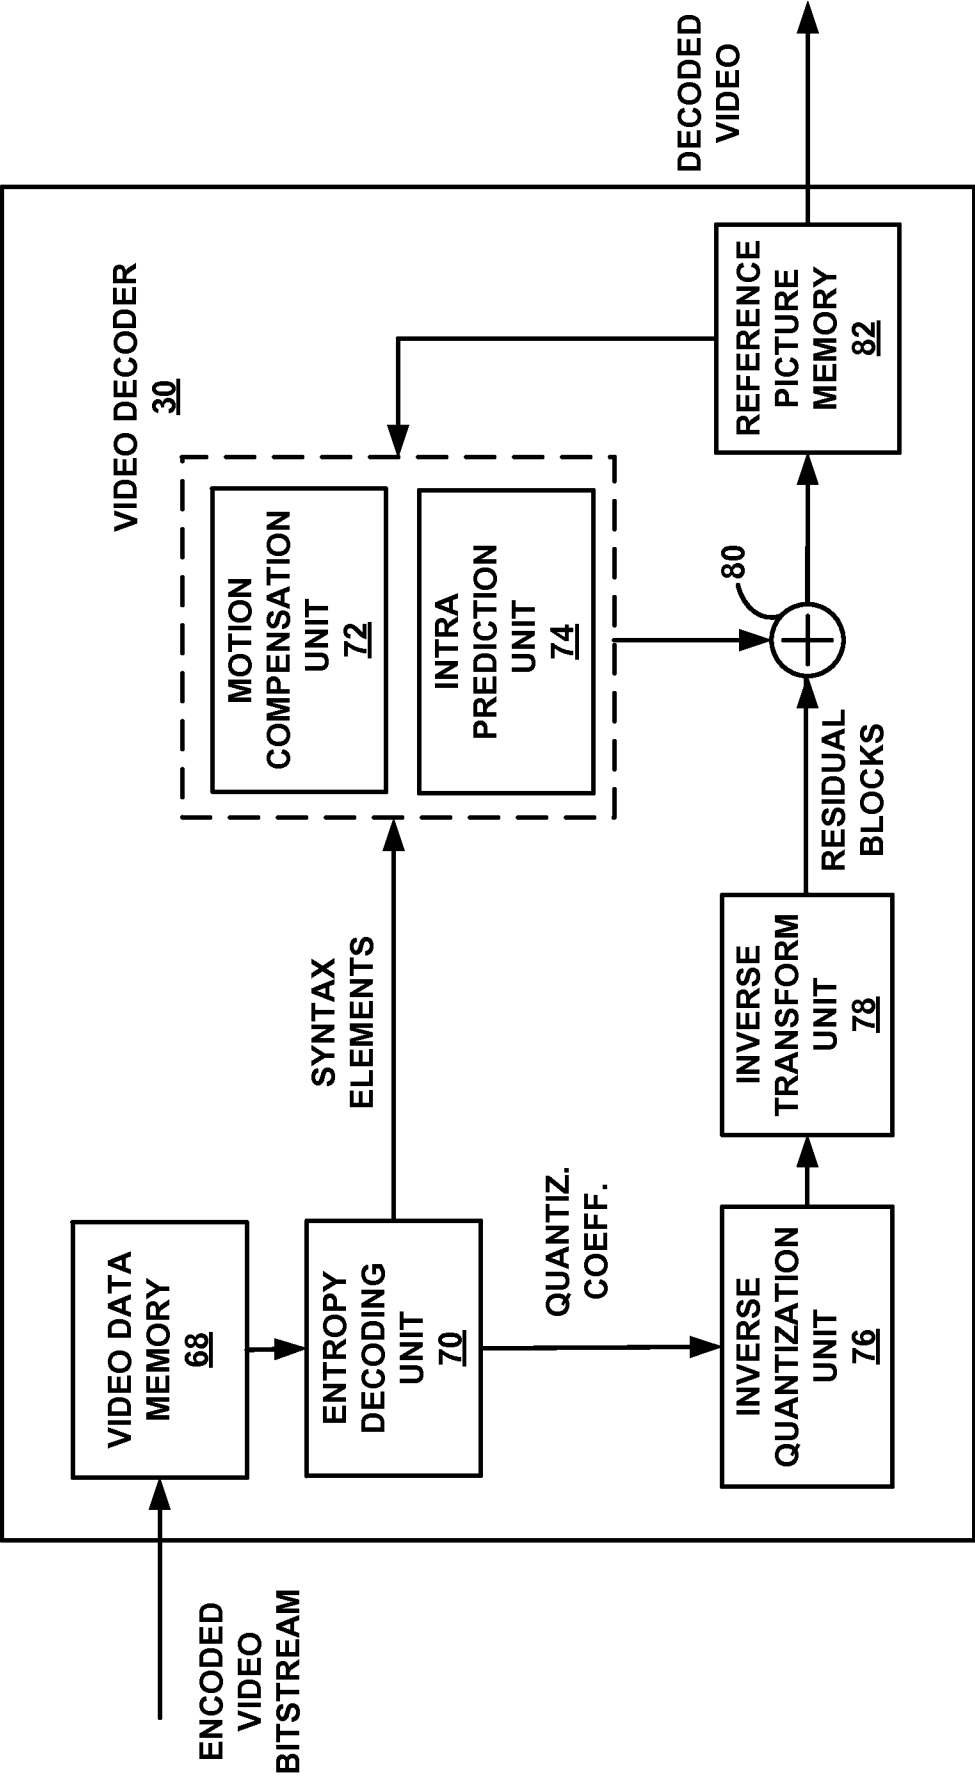 VIDEO DECODER
30
ENCODED
VIDEO
BITSTREAM
VIDEO DATA
MEMORY
68
ENTROPY
DECODING
UNIT
70
SYNTAX
ELEMENTS
QUANTIZ.
COEFF.
MOTION
COMPENSATION
UNIT
72
INTRA
PREDICTION
UNIT
74
INVERSE
QUANTIZATION
UNIT
76
INVERSE
TRANSFORM
UNIT
78
RESIDUAL
BLOCKS
80
REFERENCE
PICTURE
MEMORY
82
DECODED
VIDEO